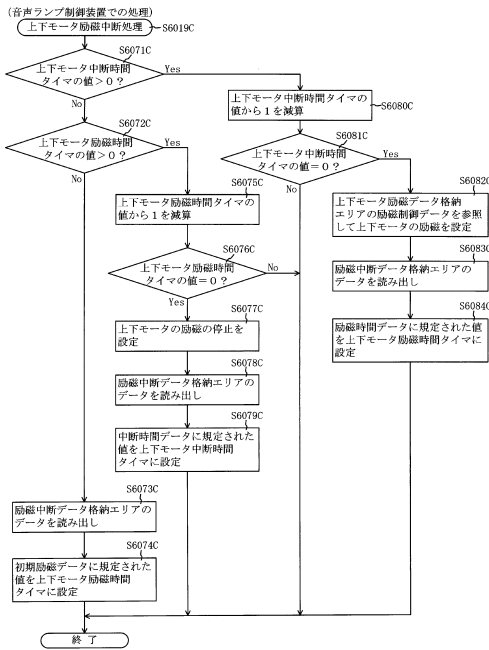 (音声ランプ制御装置での処理)
上下モータ励磁中断処理
S6019C
S6071C
上下モータ中断時間
タイマの値>0?
Yes
No
S6072C
上下モータ励磁時間
タイマの値>0?
Yes
No
S6080C
上下モータ中断時間タイマの
値から1を減算
S6081C
上下モータ中断時間
タイマの値=0?
Yes
No
S6075C
上下モータ励磁時間タイマの
値から1を減算
S6082C
上下モータ励磁データ格納
エリアの励磁制御データを参照
して上下モータの励磁を設定
S6076C
上下モータ励磁時間
タイマの値=0?
No
Yes
S6083C
励磁中断データ格納エリアの
データを読み出し
S6077C
上下モータの励磁の停止を
設定
S6084C
励磁時間データに規定された
値を上下モータ励磁時間タイマに
設定
S6078C
励磁中断データ格納エリアの
データを読み出し
S6079C
中断時間データに規定された
値を上下モータ中断時間
タイマに設定
S6073C
励磁中断データ格納エリアの
データを読み出し
S6074C
初期励磁データに規定された
値を上下モータ励磁時間
タイマに設定
終了